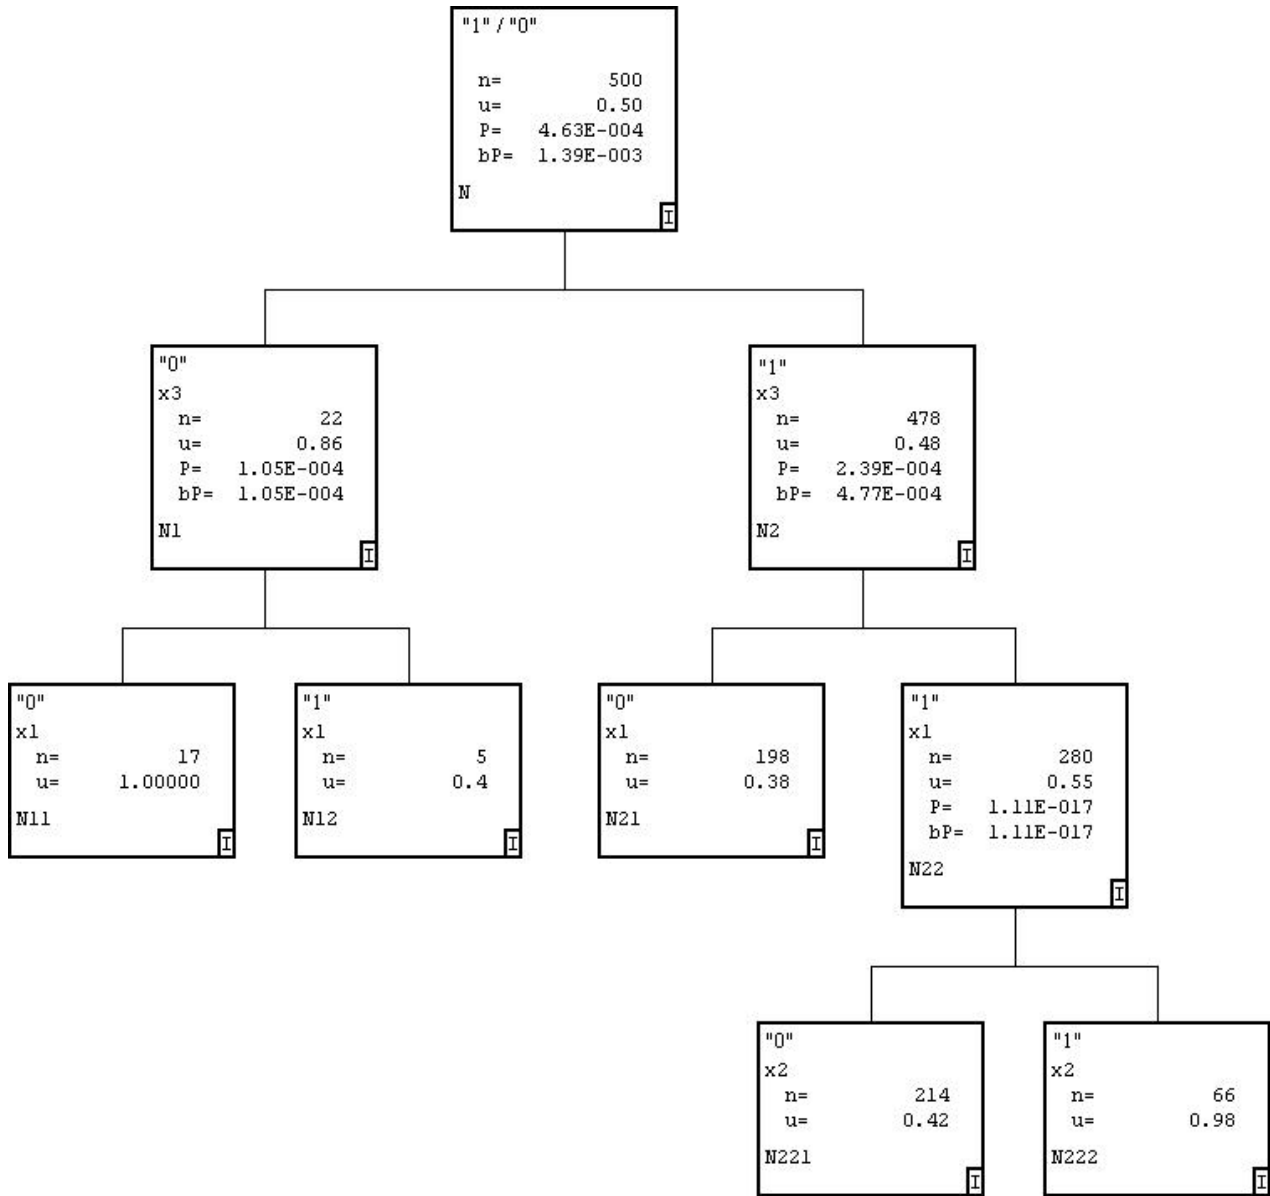 "1" / "0"
n= 500
u= 0.50
P= 4.63E-004
bP= 1.39E-003
N
I
"0"
x3
n= 22
u= 0.86
P= 1.05E-004
bP= 1.05E-004
N1
I
"1"
x3
n= 478
u= 0.48
P= 2.39E-004
bP= 4.77E-004
N2
I
"0"
x1
n= 17
u= 1.00000
N11
I
"1"
x1
n= 5
u= 0.4
N12
I
"0"
x1
n= 198
u= 0.38
N21
I
"1"
x1
n= 280
u= 0.55
P= 1.11E-017
bP= 1.11E-017
N22
I
"0"
x2
n= 214
u= 0.42
N221
I
"1"
x2
n= 66
u= 0.98
N222
I